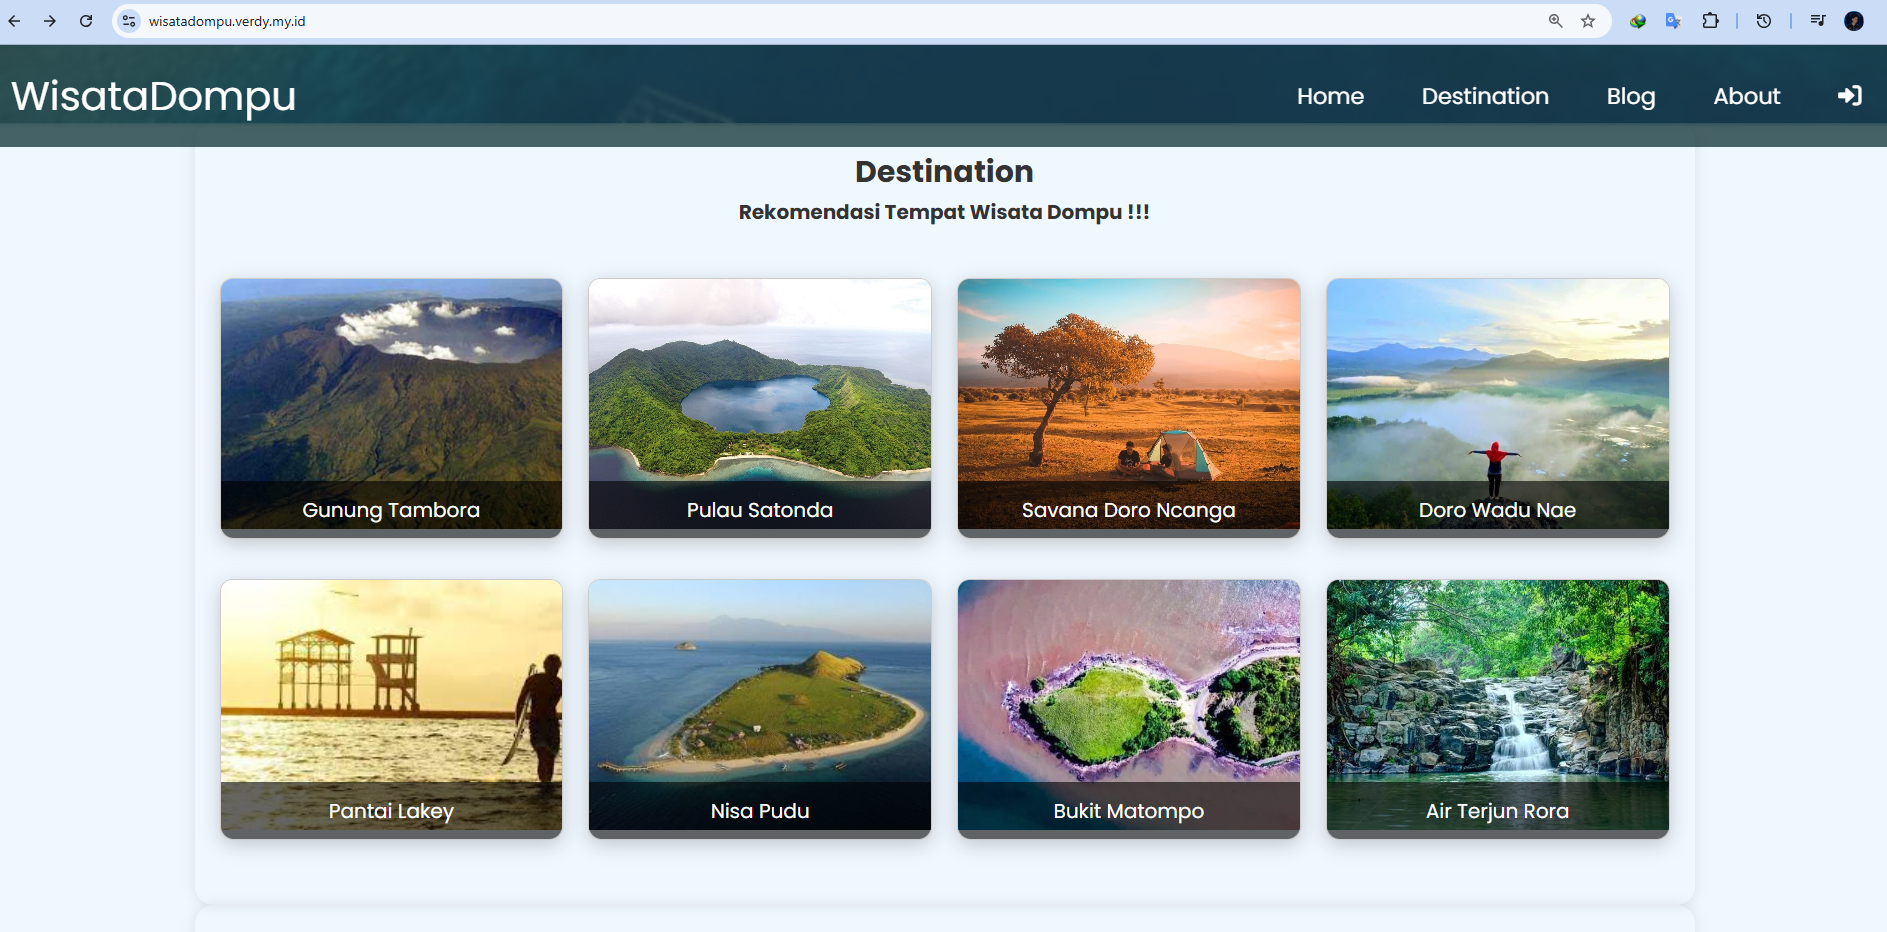 wisatadompu.verdy.my.id
WisataDompu
Home
Destination
Blog
About
Destination
Rekomendasi Tempat Wisata Dompu !!!
Gunung Tambora
Pulau Satonda
Savana Doro Ncanga
Doro Wadu Nae
Pantai Lakey
Nisa Pudu
Bukit Matompo
Air Terjun Rora